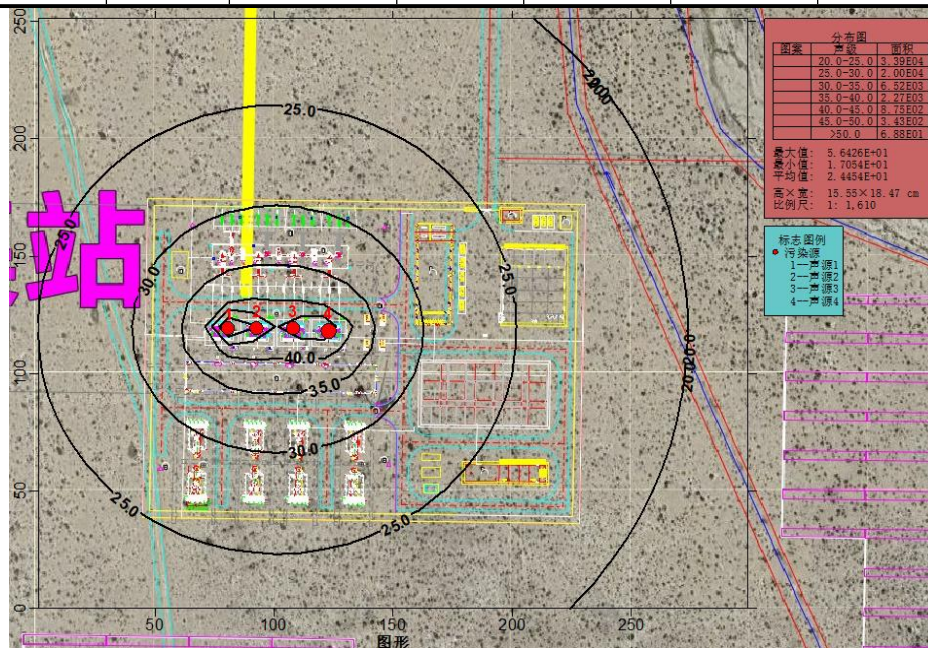 分布图
图案 声级 面积
20.0-25.0 3.39E04
25.0-30.0 2.00E04
30.0-35.0 6.52E03
35.0-40.0 2.27E03
40.0-45.0 8.75E02
45.0-50.0 3.43E02
>50.0 6.88E01
最大值: 5.6426E+01
最小值: 1.7054E+01
平均值: 2.4454E+01
高×宽: 15.55×18.47 cm
比例尺: 1: 1,610
标志图例
污染源
1—声源1
2—声源2
3—声源3
4—声源4
250
200
150
100
50
0
50
100
150
200
250
图形
站
25.0
20.0
25.0
30.0
25.0
1 2 3 4
40.0
35.0
30.0
20.0
25.0
25.0